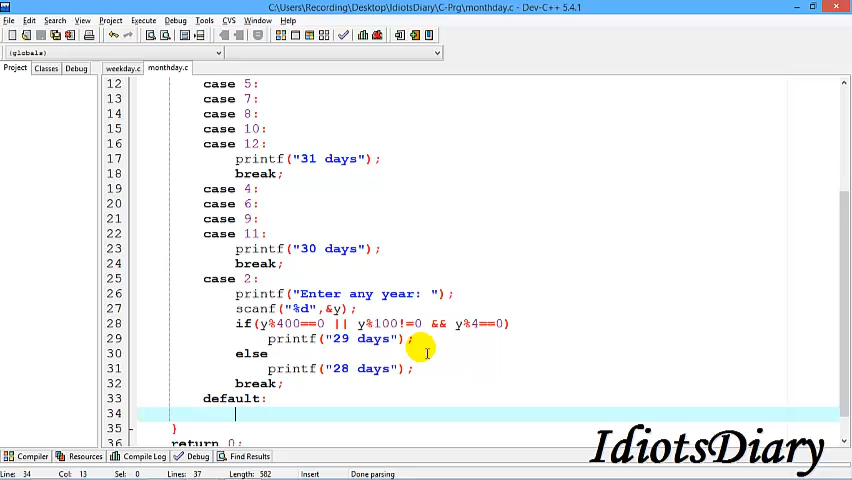 C:\Users\Recording\Desktop\IdiotsDiary\C-Prg\monthday.c - Dev-C++ 5.4.1
File Edit Search View Project Execute Debug Tools CVS Window Help
(globals)
Project Classes Debug weekday.c monthday.c
12 case 5:
13 case 7:
14 case 8:
15 case 10:
16 case 12:
17 printf("31 days");
18 break;
19 case 4:
20 case 6:
21 case 9:
22 case 11:
23 printf("30 days");
24 break;
25 case 2:
26 printf("Enter any year: ");
27 scanf("%d",&y);
28 if(y%400==0 || y%100!=0 && y%4==0)
29 printf("29 days");
30 else
31 printf("28 days");
32 break;
33 default:
34
35 }
36 return 0;
Compiler Resources Compile Log Debug Find Results
IdiotsDiary
Line: 34 Col: 13 Sel: 0 Lines: 37 Length: 582 Insert Done parsing